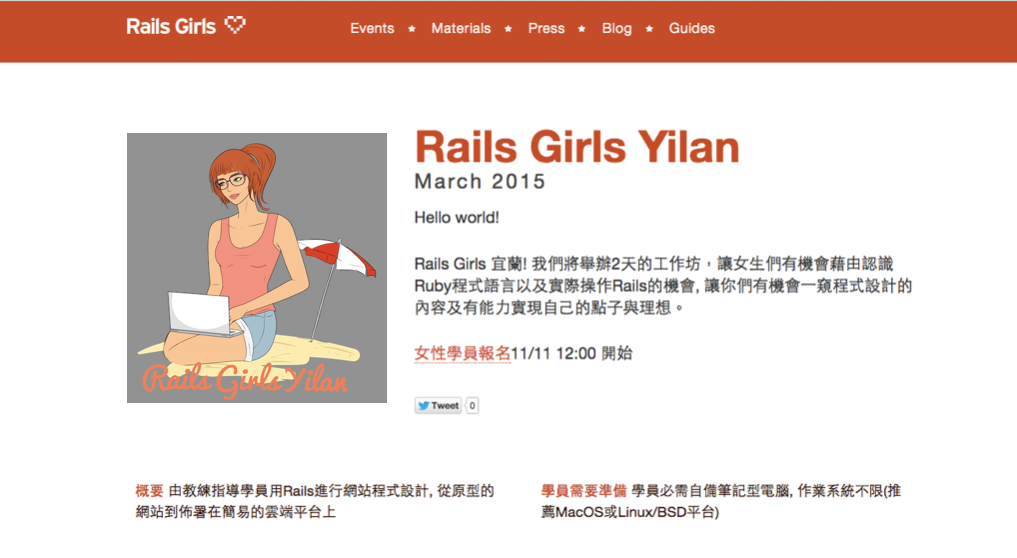 Rails Girls
Events ★ Materials ★ Press ★ Blog ★ Guides
Rails Girls Yilan
March 2015
Hello world!
Rails Girls 宜蘭! 我們將舉辦2天的工作坊，讓女生們有機會藉由認識
Ruby程式語言以及實際操作Rails的機會, 讓你們有機會一窺程式設計的
內容及有能力實現自己的點子與理想。
女性學員報名11/11 12:00 開始
Tweet 0
Rails Girls Yilan
概要 由教練指導學員用Rails進行網站程式設計, 從原型的
網站到佈署在簡易的雲端平台上
學員需要準備 學員必需自備筆記型電腦, 作業系統不限(推
薦MacOS或Linux/BSD平台)